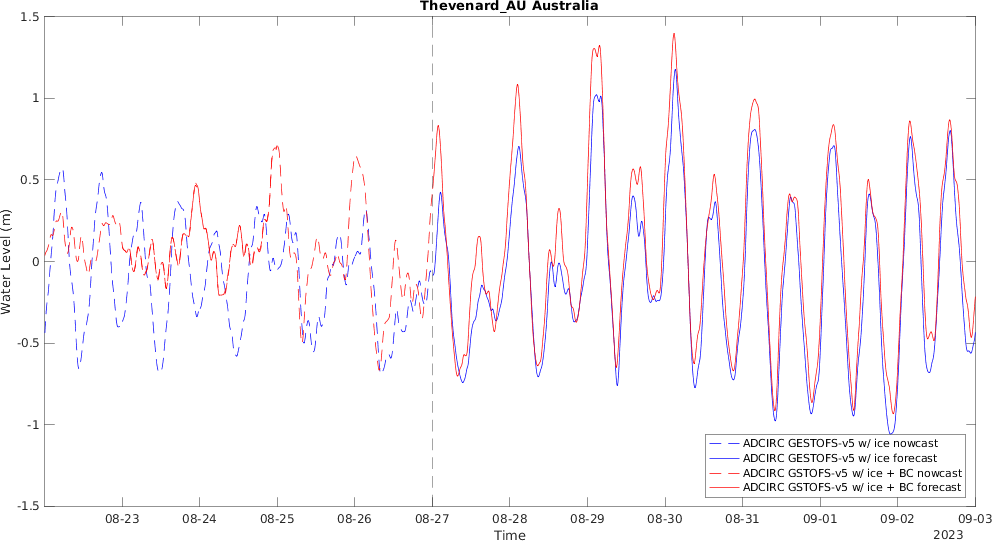 Thevenard_AU Australia
Water Level (m)
1.5
1
0.5
0
-0.5
-1
-1.5
ADCIRC GESTOFS-v5 w/ ice nowcast
ADCIRC GESTOFS-v5 w/ ice forecast
ADCIRC GSTOFS-v5 w/ ice + BC nowcast
ADCIRC GSTOFS-v5 w/ ice + BC forecast
08-23 08-24 08-25 08-26 08-27 08-28 08-29 08-30 08-31 09-01 09-02 09-03
Time
2023